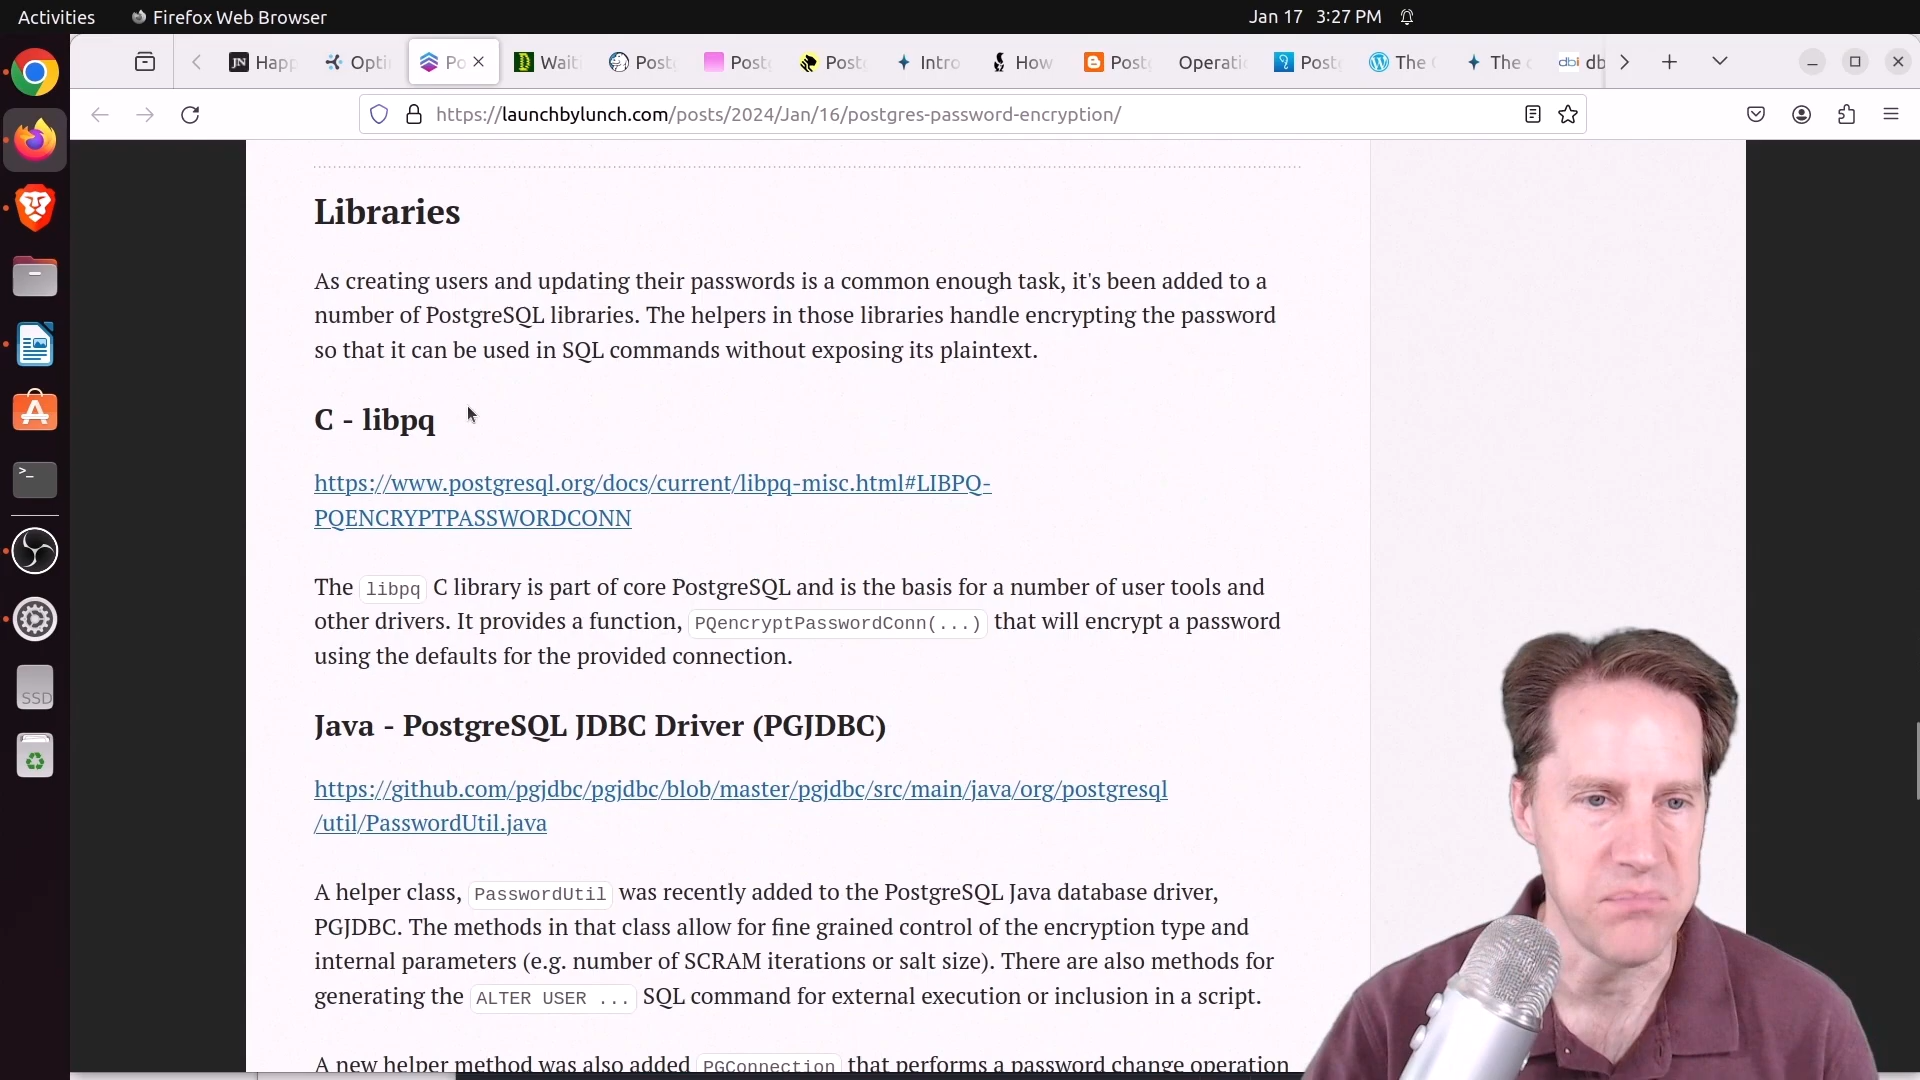 Activities
Firefox Web Browser
Jan 17 3:27 PM
JN Happ
Opti
Po
Wait
Post
Post
Post
Intro
How
Post
Operati
Post
The
The
dbi db
https://launchbylunch.com/posts/2024/Jan/16/postgres-password-encryption/
Libraries
As creating users and updating their passwords is a common enough task, it's been added to a
number of PostgreSQL libraries. The helpers in those libraries handle encrypting the password
so that it can be used in SQL commands without exposing its plaintext.
C - libpq
https://www.postgresql.org/docs/current/libpq-misc.html#LIBPQ-
PQENCRYPTPASSWORDCONN
The libpq C library is part of core PostgreSQL and is the basis for a number of user tools and
other drivers. It provides a function, PQencryptPasswordConn(...) that will encrypt a password
using the defaults for the provided connection.
Java - PostgreSQL JDBC Driver (PGJDBC)
https://github.com/pgjdbc/pgjdbc/blob/master/pgjdbc/src/main/java/org/postgresql
/util/PasswordUtil.java
A helper class, PasswordUtil was recently added to the PostgreSQL Java database driver,
PGJDBC. The methods in that class allow for fine grained control of the encryption type and
internal parameters (e.g. number of SCRAM iterations or salt size). There are also methods for
generating the ALTER USER ... SQL command for external execution or inclusion in a script.
A new helper method was also added PGConnection that performs a password change operation
SSD